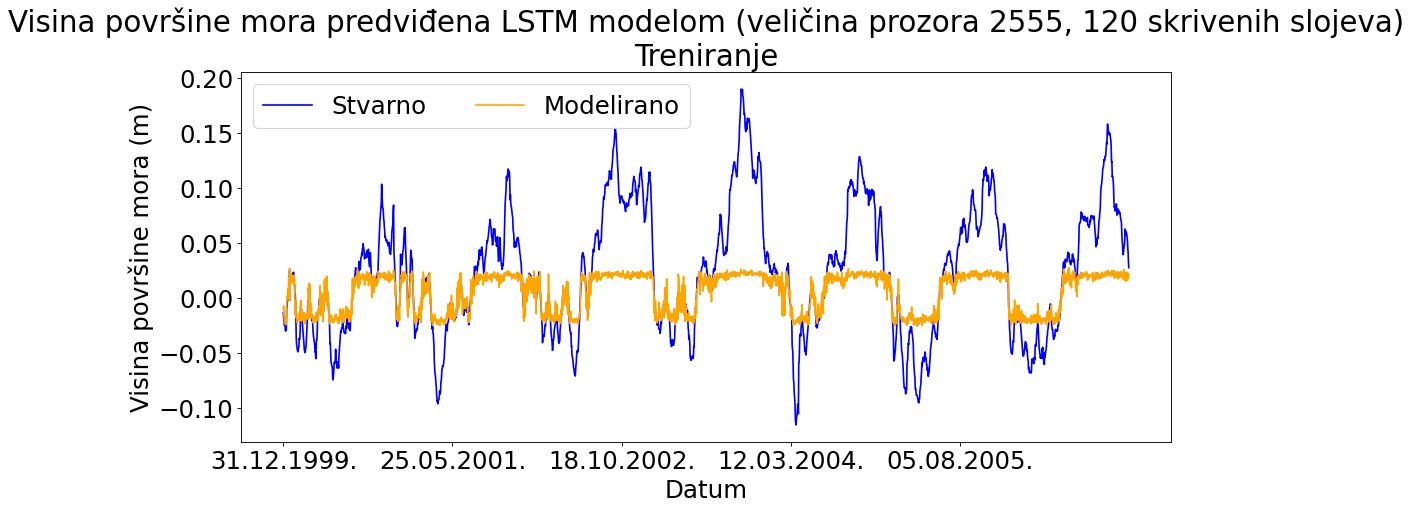 Visina površine mora predviđena LSTM modelom (veličina prozora 2555, 120 skrivenih slojeva)
Treniranje
Stvarno Modelirano
Visina površine mora (m)
0.20
0.15
0.10
0.05
0.00
−0.05
−0.10
31.12.1999. 25.05.2001. 18.10.2002. 12.03.2004. 05.08.2005.
Datum